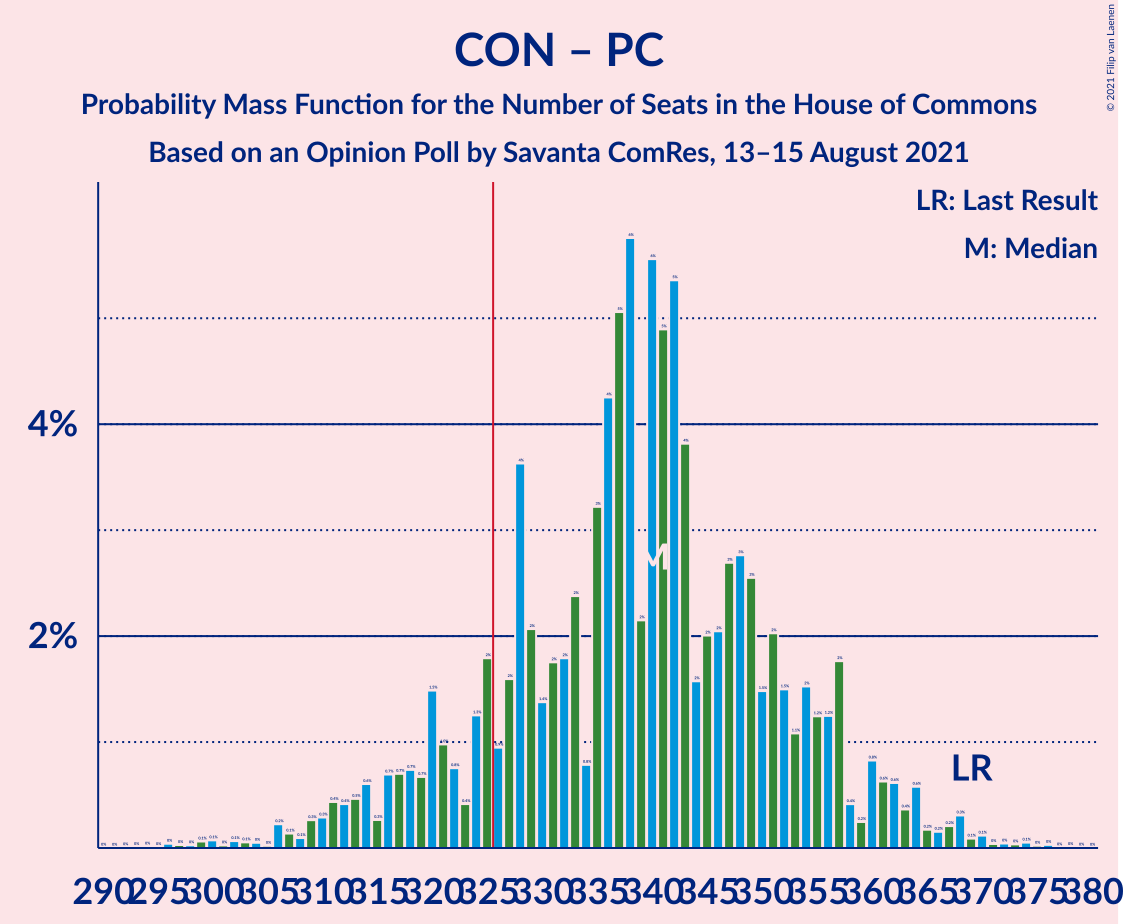 CON – PC
Probability Mass Function for the Number of Seats in the House of Commons
Based on an Opinion Poll by Savanta ComRes, 13–15 August 2021
© 2021 Filip van Laenen
LR: Last Result
M: Median
4%
2%
M
LR
290 295 300 305 310 315 320 325 330 335 340 345 350 355 360 365 370 375 380